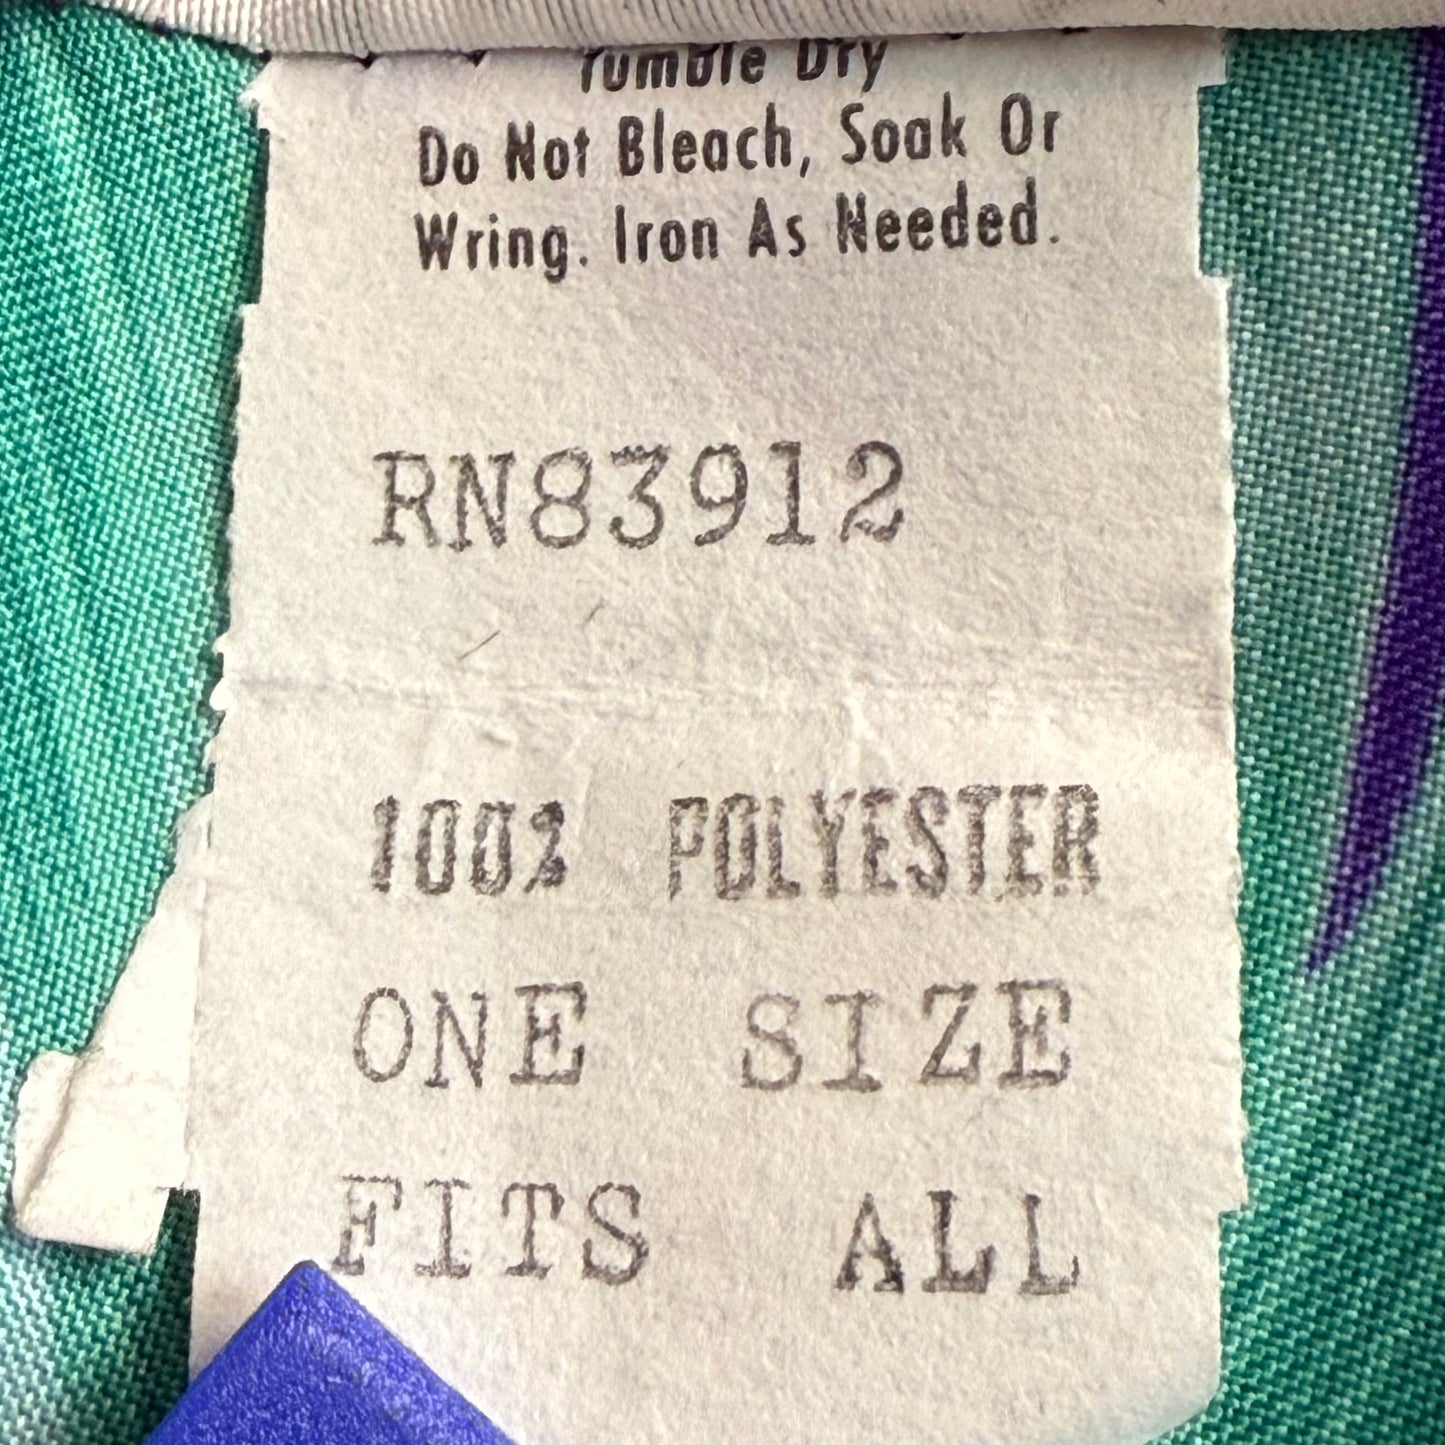 Tumble Dry
Do Not Bleach, Soak Or
Wring. Iron As Needed.
RN83912
100% POLYESTER
ONE SIZE
FITS ALL